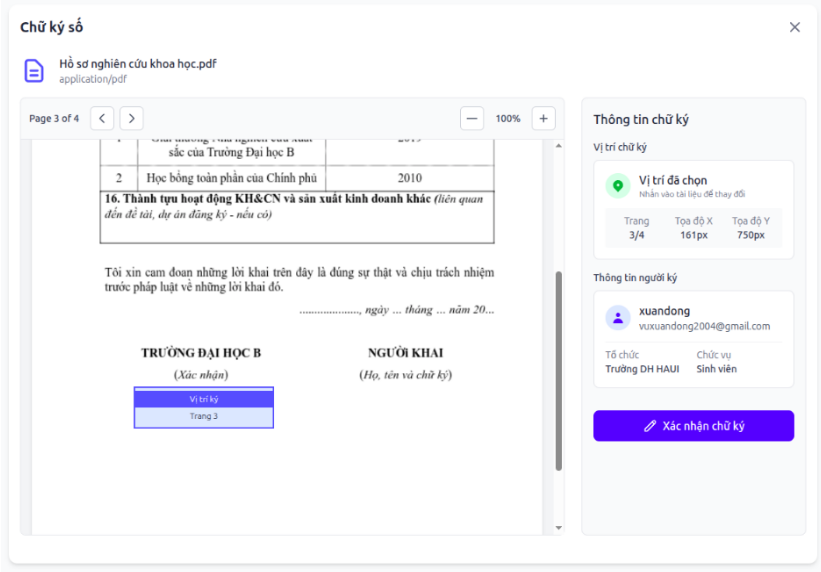 Chữ ký số
Hồ sơ nghiên cứu khoa học.pdf
application/pdf
Page 3 of 4
100%
1 Giải thưởng Nhà nghiên cứu xuất 2019
sắc của Trường Đại học B
2 Học bổng toàn phần của Chính phủ 2010
16. Thành tựu hoạt động KH&CN và sản xuất kinh doanh khác (liên quan
đến đề tài, dự án đăng ký - nếu có)
Tôi xin cam đoan những lời khai trên đây là đúng sự thật và chịu trách nhiệm
trước pháp luật về những lời khai đó.
...................., ngày ... tháng ... năm 20...
TRƯỜNG ĐẠI HỌC B NGƯỜI KHAI
(Xác nhận) (Họ, tên và chữ ký)
Vị trí ký
Trang 3
Thông tin chữ ký
Vị trí chữ ký
Vị trí đã chọn
Nhấn vào tài liệu để thay đổi
Trang Tọa độ X Tọa độ Y
3/4 161px 750px
Thông tin người ký
xuandong
vuxuandong2004@gmail.com
Tổ chức Chức vụ
Trường DH HAUI Sinh viên
Xác nhận chữ ký